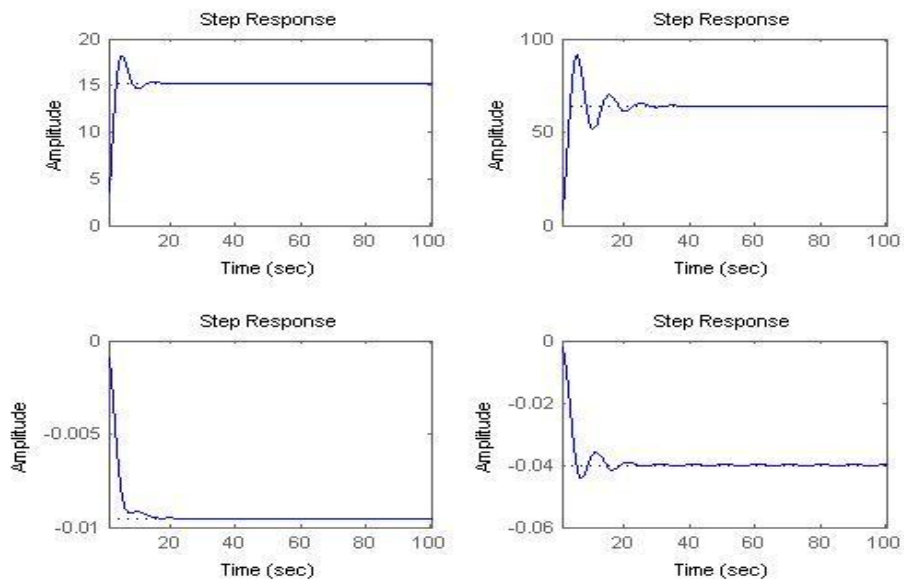 Step Response
20
15
10
5
0
Amplitude
20 40 60 80 100
Time (sec)
Step Response
100
50
0
Amplitude
20 40 60 80 100
Time (sec)
Step Response
0
-0.005
-0.01
Amplitude
20 40 60 80 100
Time (sec)
Step Response
0
-0.02
-0.04
-0.06
Amplitude
20 40 60 80 100
Time (sec)